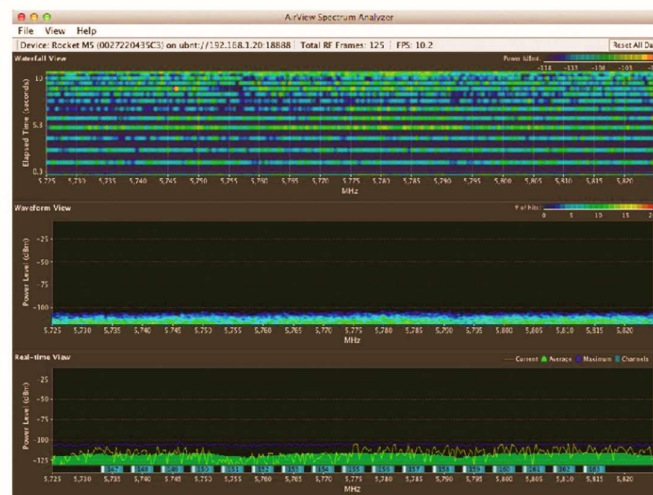 AirView Spectrum Analyzer
File View Help
Device: Rocket M5 (0027220435C3) on ubnt://192.168.1.20:18888 Total RF Frames: 125 FPS: 10.2 Reset All Da
Waterfall View
Elapsed Time (seconds)
5,725 5,730 5,735 5,740 5,745 5,750 5,755 5,760 5,765 5,770 5,775 5,780 5,785 5,790 5,795 5,800 5,805 5,810 5,815 5,820
MHz
Waveform View
# of hits:
0 5 10 15
Power Level (dBm)
-25
-50
-75
-100
5,725 5,730 5,735 5,740 5,745 5,750 5,755 5,760 5,765 5,770 5,775 5,780 5,785 5,790 5,795 5,800 5,805 5,810 5,815 5,820
MHz
Real-time View
Current Average Maximum Channels
Power Level (dBm)
-25
-50
-75
-100
-125
5,725 5,730 5,735 5,740 5,745 5,750 5,755 5,760 5,765 5,770 5,775 5,780 5,785 5,790 5,795 5,800 5,805 5,810 5,815 5,820
MHz